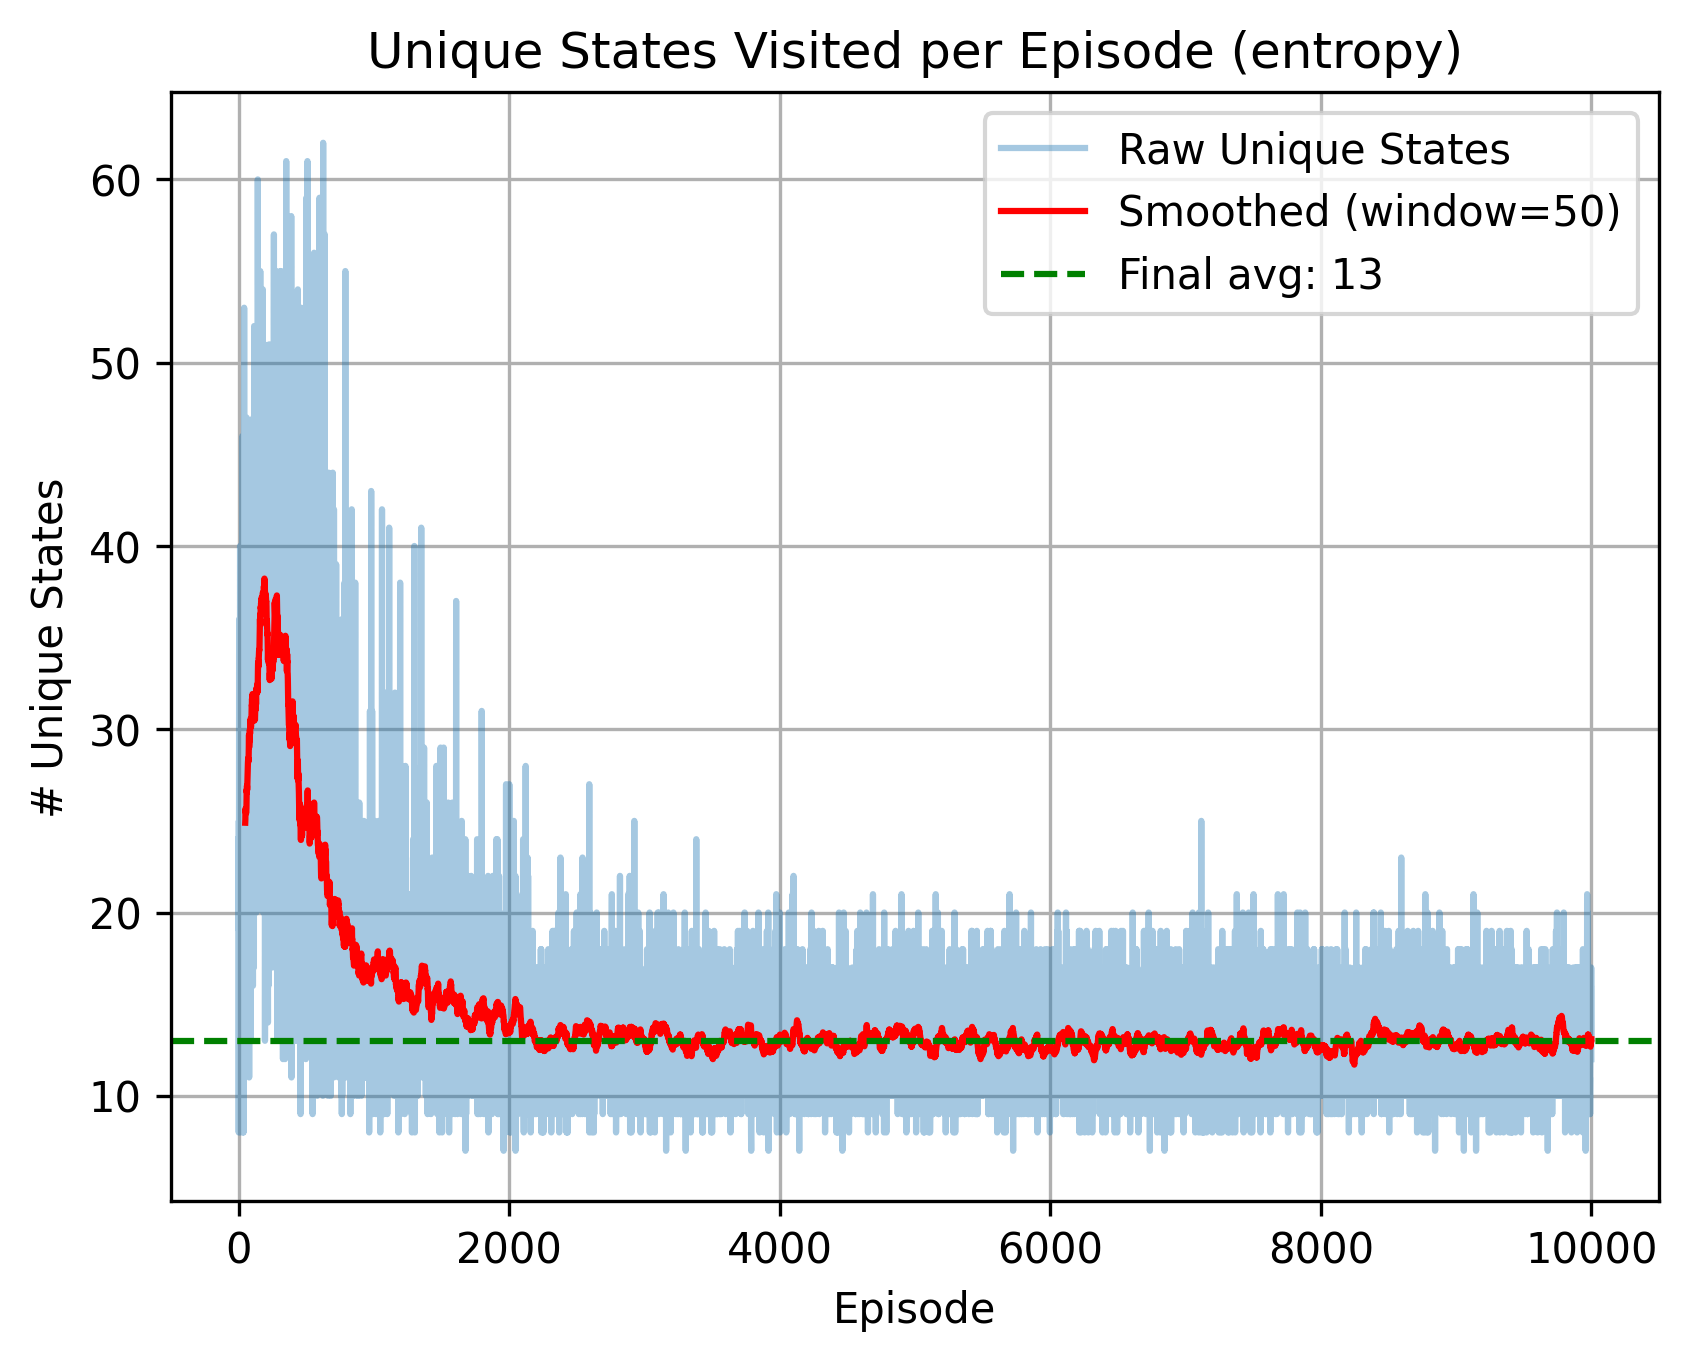 Unique States Visited per Episode (entropy)
Raw Unique States
Smoothed (window=50)
Final avg: 13
# Unique States
60
50
40
30
20
10
0
2000
4000
6000
8000
10000
Episode